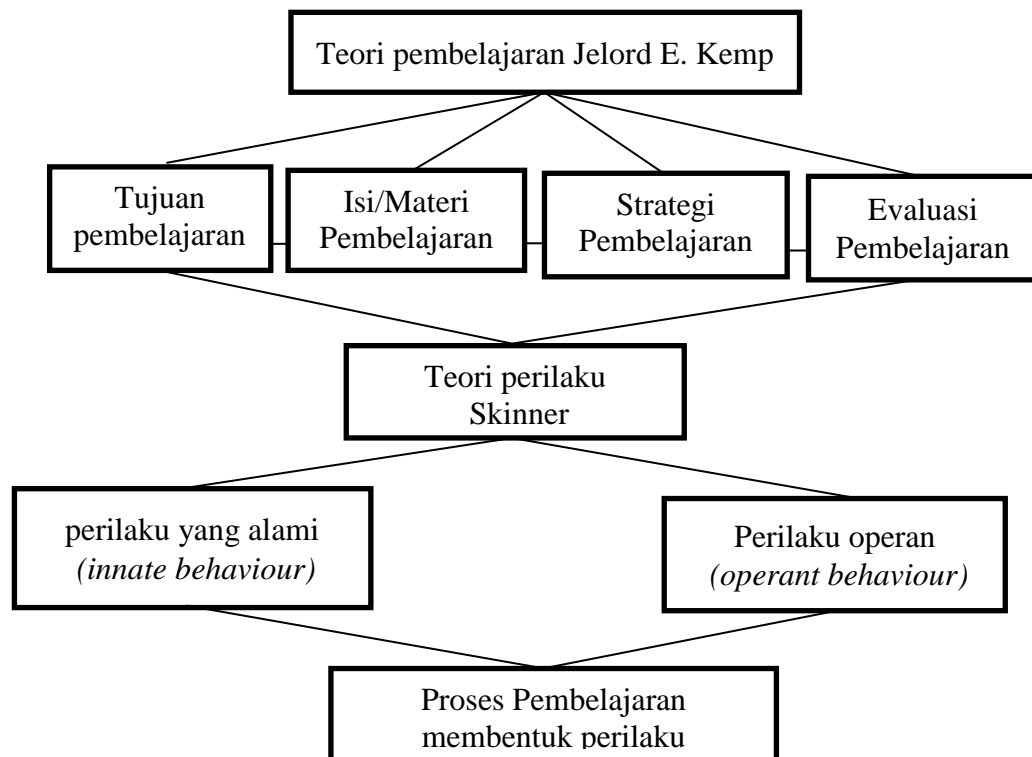 Teori pembelajaran Jelord E. Kemp
Tujuan
pembelajaran
Isi/Materi
Pembelajaran
Strategi
Pembelajaran
Evaluasi
Pembelajaran
Teori perilaku
Skinner
perilaku yang alami
(innate behaviour)
Perilaku operan
(operant behaviour)
Proses Pembelajaran
membentuk perilaku